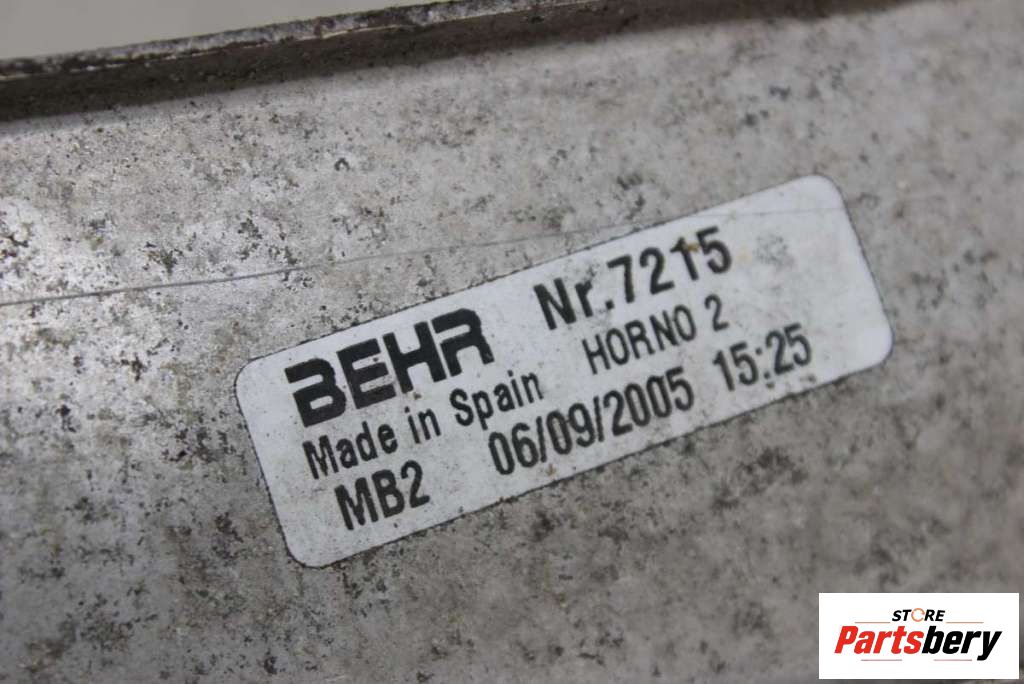 BEHR Nr.7215
Made in Spain HORNO 2
MB2 06/09/2005 15:25
STORE
Partsbery